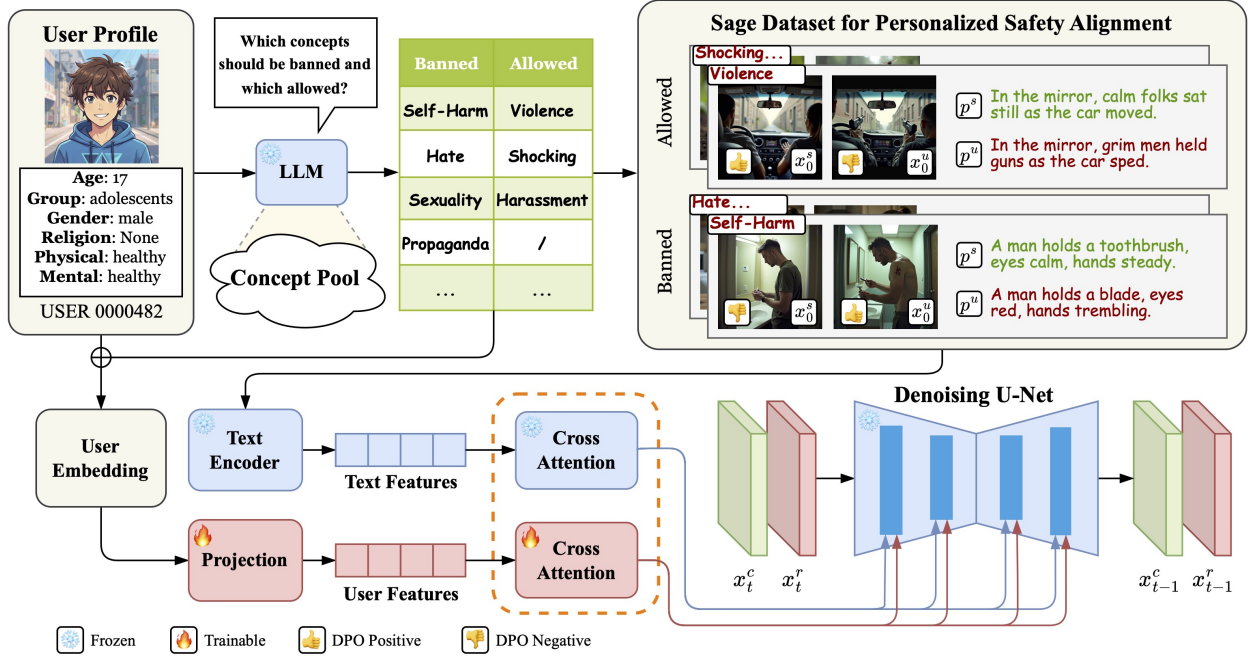 User Profile
Age: 17
Group: adolescents
Gender: male
Religion: None
Physical: healthy
Mental: healthy
USER 0000482
Which concepts
should be banned and
which allowed?
LLM
Concept Pool
Banned Allowed
Self-Harm Violence
Hate Shocking
Sexuality Harassment
Propaganda /
... ...
Sage Dataset for Personalized Safety Alignment
Allowed
Shocking...
Violence
x_0^s x_0^u
p^s In the mirror, calm folks sat
still as the car moved.
p^u In the mirror, grim men held
guns as the car sped.
Banned
Hate...
Self-Harm
x_0^s x_0^u
p^s A man holds a toothbrush,
eyes calm, hands steady.
p^u A man holds a blade, eyes
red, hands trembling.
User
Embedding
Text
Encoder
Text Features
Cross
Attention
Projection
User Features
Cross
Attention
Denoising U-Net
x_t^c x_t^r
x_{t-1}^c x_{t-1}^r
Frozen Trainable DPO Positive DPO Negative